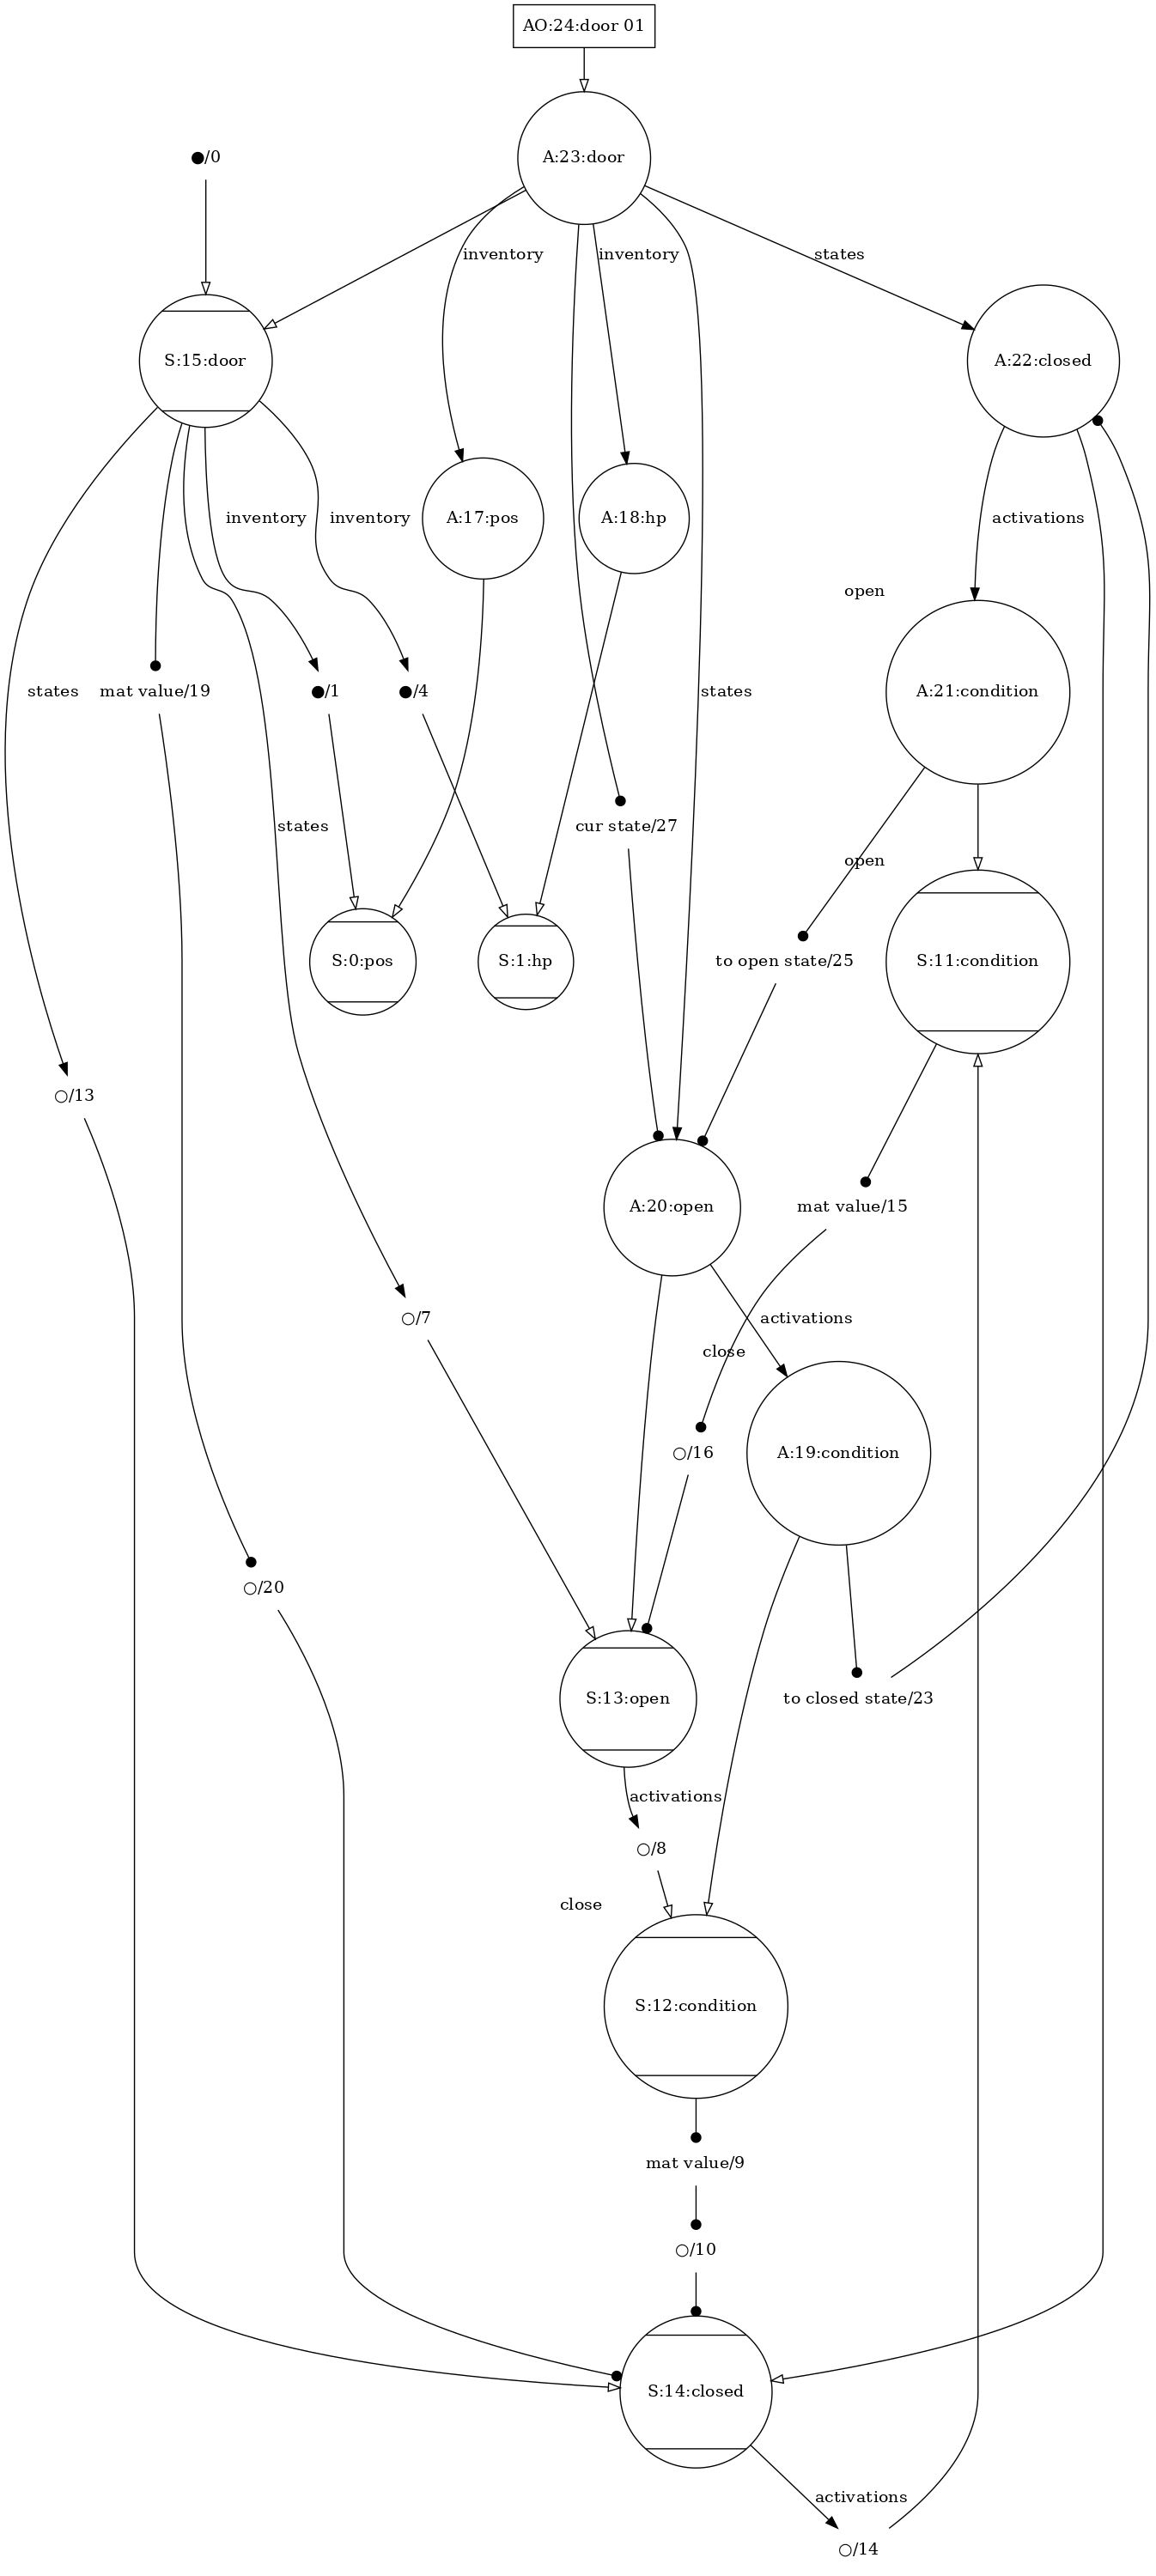 AO:24:door 01
●/0
A:23:door
inventory
inventory
states
S:15:door
A:22:closed
A:17:pos
A:18:hp
inventory
inventory
activations
open
states
mat value/19
●/1
●/4
states
A:21:condition
states
cur state/27
open
S:0:pos
S:1:hp
to open state/25
S:11:condition
○/13
A:20:open
mat value/15
○/7
activations
close
○/16
A:19:condition
○/20
S:13:open
to closed state/23
activations
○/8
close
S:12:condition
mat value/9
○/10
S:14:closed
activations
○/14